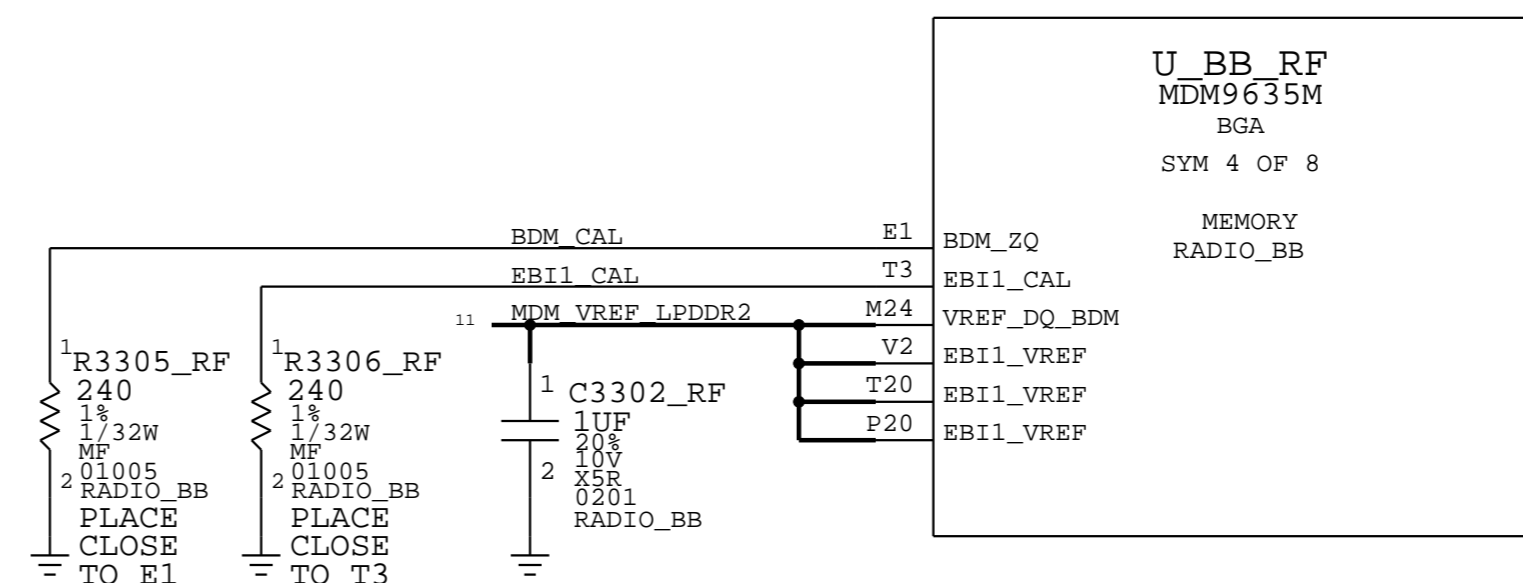 U_BB_RF
MDM9635M
BGA
SYM 4 OF 8
MEMORY
RADIO_BB
BDM_CAL
E1
BDM_ZQ
EBI1_CAL
T3
EBI1_CAL
11
MDM_VREF_LPDDR2
M24
VREF_DQ_BDM
V2
EBI1_VREF
T20
EBI1_VREF
P20
EBI1_VREF
1
R3305_RF
240
1%
1/32W
MF
01005
2
RADIO_BB
PLACE
CLOSE
TO E1
1
R3306_RF
240
1%
1/32W
MF
01005
2
RADIO_BB
PLACE
CLOSE
TO T3
1
C3302_RF
1UF
20%
10V
2
X5R
0201
RADIO_BB